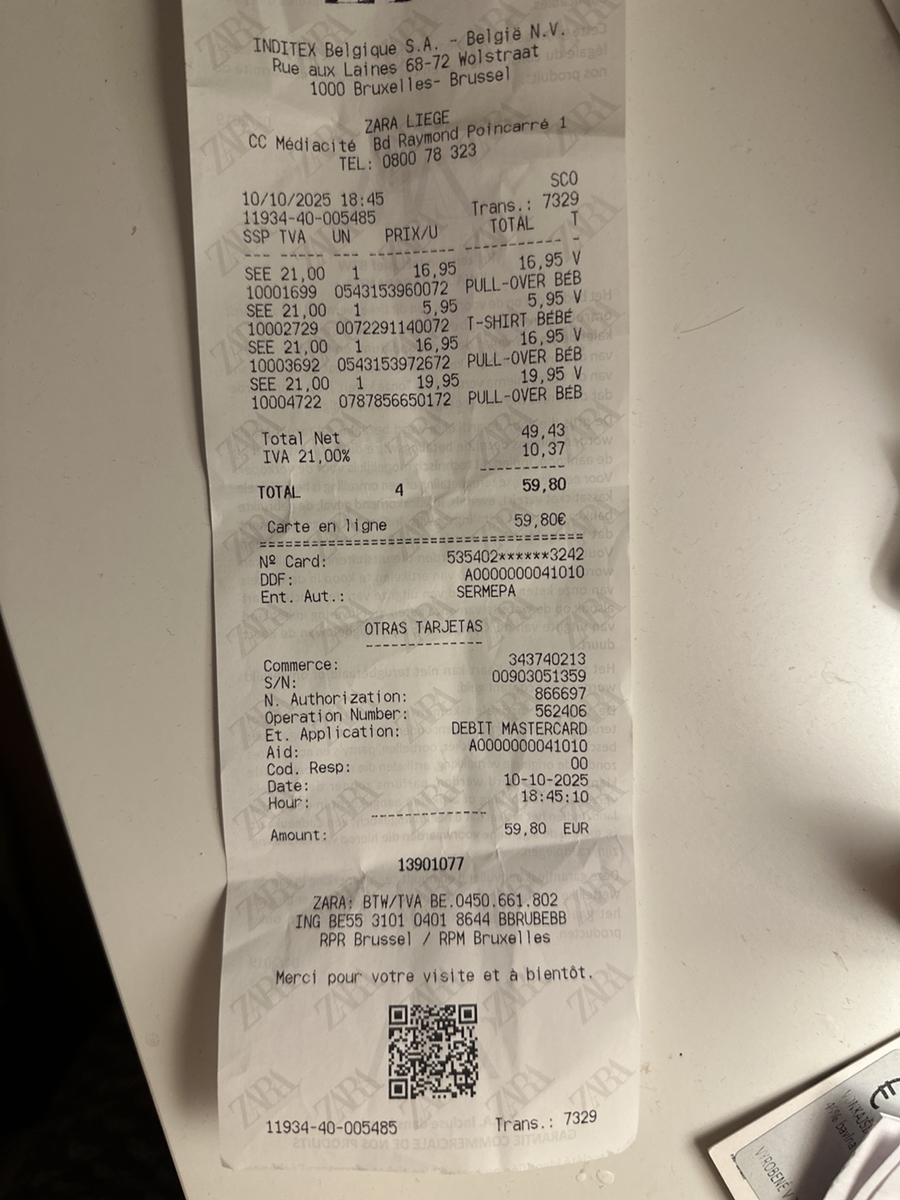 INDITEX Belgique S.A. - België N.V.
Rue aux Laines 68-72 Wolstraat
1000 Bruxelles- Brussel
ZARA LIEGE
CC Médiacité Bd Raymond Poincarré 1
TEL: 0800 78 323
SCO
10/10/2025 18:45 Trans.: 7329
11934-40-005485
SSP TVA UN PRIX/U TOTAL T
--- ----- -- ---------- ---------- -
SEE 21,00 1 16,95 16,95 V
10001699 0543153960072 PULL-OVER BÉB
SEE 21,00 1 5,95 5,95 V
10002729 0072291140072 T-SHIRT BÉBÉ
SEE 21,00 1 16,95 16,95 V
10003692 0543153972672 PULL-OVER BÉB
SEE 21,00 1 19,95 19,95 V
10004722 0787856650172 PULL-OVER BÉB
Total Net 49,43
IVA 21,00% 10,37
----------
TOTAL 4 59,80
Carte en ligne 59,80€
======================================
Nº Card: 535402******3242
DDF: A0000000041010
Ent. Aut.: SERMEPA
OTRAS TARJETAS
--------------
Commerce: 343740213
S/N: 00903051359
N. Authorization: 866697
Operation Number: 562406
Et. Application: DEBIT MASTERCARD
Aid: A0000000041010
Cod. Resp: 00
Date: 10-10-2025
Hour: 18:45:10
--------------
Amount: 59,80 EUR
13901077
ZARA: BTW/TVA BE.0450.661.802
ING BE55 3101 0401 8644 BBRUBEBB
RPR Brussel / RPM Bruxelles
Merci pour votre visite et à bientôt.
11934-40-005485 Trans.: 7329